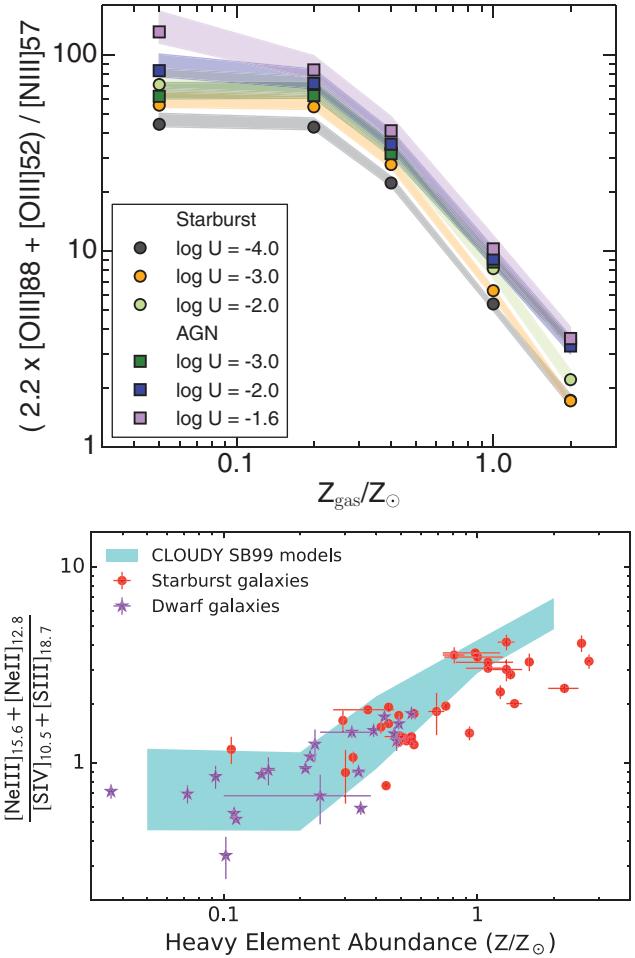 ( 2.2 x [OIII]88 + [OIII]52) / [NIII]57
100
10
1
Starburst
log U = -4.0
log U = -3.0
log U = -2.0
AGN
log U = -3.0
log U = -2.0
log U = -1.6
0.1
1.0
Zgas/Z☉
[NeIII]15.6 + [NeII]12.8
[SIV]10.5 + [SIII]18.7
10
1
CLOUDY SB99 models
Starburst galaxies
Dwarf galaxies
0.1
1
Heavy Element Abundance (Z/Z☉)